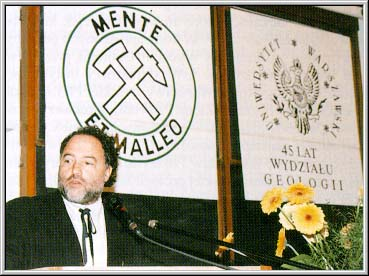 MENTE
ET MALLEO
UNIWERSYTET WARSZAWSKI
45 LAT
WYDZIAŁU
GEOLOGII